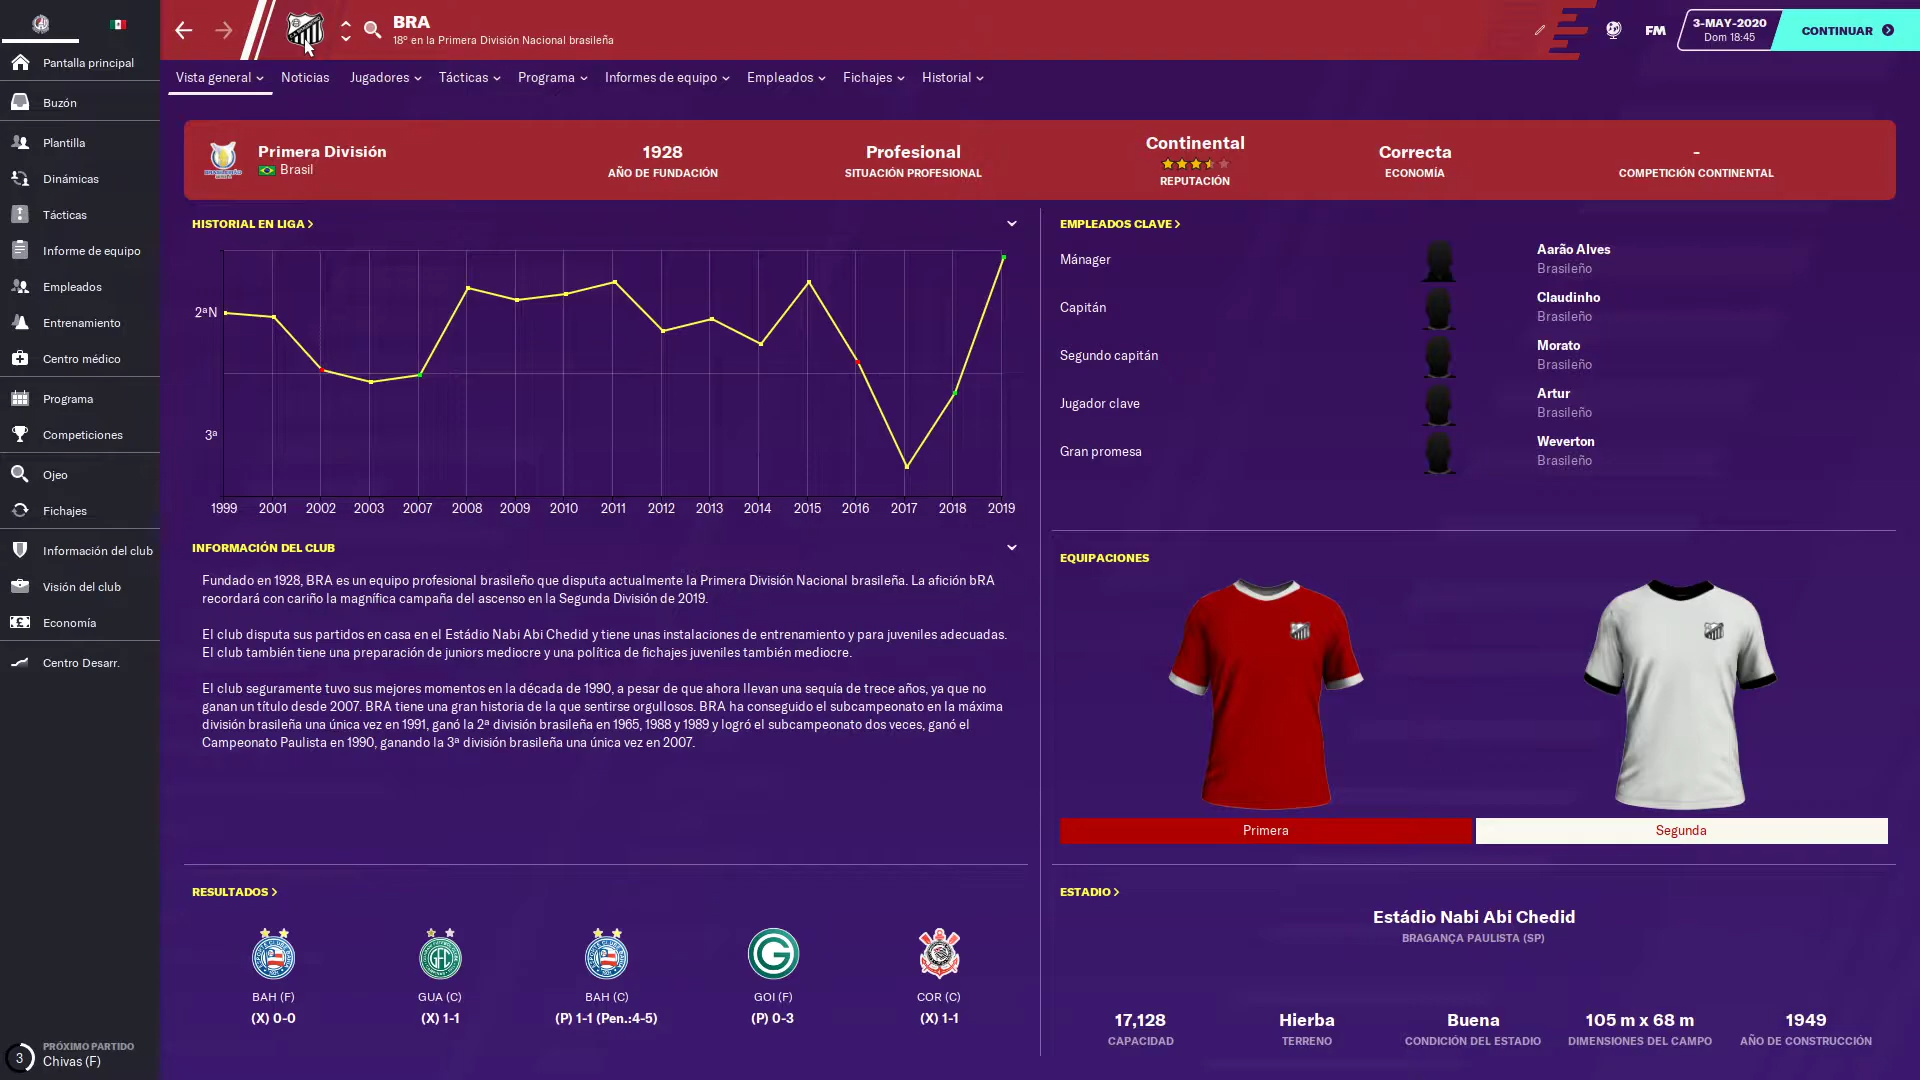 BRA
18º en la Primera División Nacional brasileña
FM
3-MAY-2020
Dom 18:45
CONTINUAR
Vista general
Noticias
Jugadores
Tácticas
Programa
Informes de equipo
Empleados
Fichajes
Historial
Pantalla principal
Buzón
Plantilla
Dinámicas
Tácticas
Informe de equipo
Empleados
Entrenamiento
Centro médico
Programa
Competiciones
Ojeo
Fichajes
Información del club
Visión del club
Economía
Centro Desarr.
3
PRÓXIMO PARTIDO
Chivas (F)
Primera División
Brasil
1928
AÑO DE FUNDACIÓN
Profesional
SITUACIÓN PROFESIONAL
Continental
REPUTACIÓN
Correcta
ECONOMÍA
-
COMPETICIÓN CONTINENTAL
HISTORIAL EN LIGA >
2ªN
3ª
1999 2001 2002 2003 2007 2008 2009 2010 2011 2012 2013 2014 2015 2016 2017 2018 2019
INFORMACIÓN DEL CLUB
Fundado en 1928, BRA es un equipo profesional brasileño que disputa actualmente la Primera División Nacional brasileña. La afición bRA
recordará con cariño la magnífica campaña del ascenso en la Segunda División de 2019.
El club disputa sus partidos en casa en el Estádio Nabi Abi Chedid y tiene unas instalaciones de entrenamiento y para juveniles adecuadas.
El club también tiene una preparación de juniors mediocre y una política de fichajes juveniles también mediocre.
El club seguramente tuvo sus mejores momentos en la década de 1990, a pesar de que ahora llevan una sequía de trece años, ya que no
ganan un título desde 2007. BRA tiene una gran historia de la que sentirse orgullosos. BRA ha conseguido el subcampeonato en la máxima
división brasileña una única vez en 1991, ganó la 2ª división brasileña en 1965, 1988 y 1989 y logró el subcampeonato dos veces, ganó el
Campeonato Paulista en 1990, ganando la 3ª división brasileña una única vez en 2007.
RESULTADOS >
BAH (F)
(X) 0-0
GUA (C)
(X) 1-1
BAH (C)
(P) 1-1 (Pen.:4-5)
GOI (F)
(P) 0-3
COR (C)
(X) 1-1
EMPLEADOS CLAVE >
Mánager
Aarão Alves
Brasileño
Capitán
Claudinho
Brasileño
Segundo capitán
Morato
Brasileño
Jugador clave
Artur
Brasileño
Gran promesa
Weverton
Brasileño
EQUIPACIONES
Primera
Segunda
ESTADIO >
Estádio Nabi Abi Chedid
BRAGANÇA PAULISTA (SP)
17,128
CAPACIDAD
Hierba
TERRENO
Buena
CONDICIÓN DEL ESTADIO
105 m x 68 m
DIMENSIONES DEL CAMPO
1949
AÑO DE CONSTRUCCIÓN